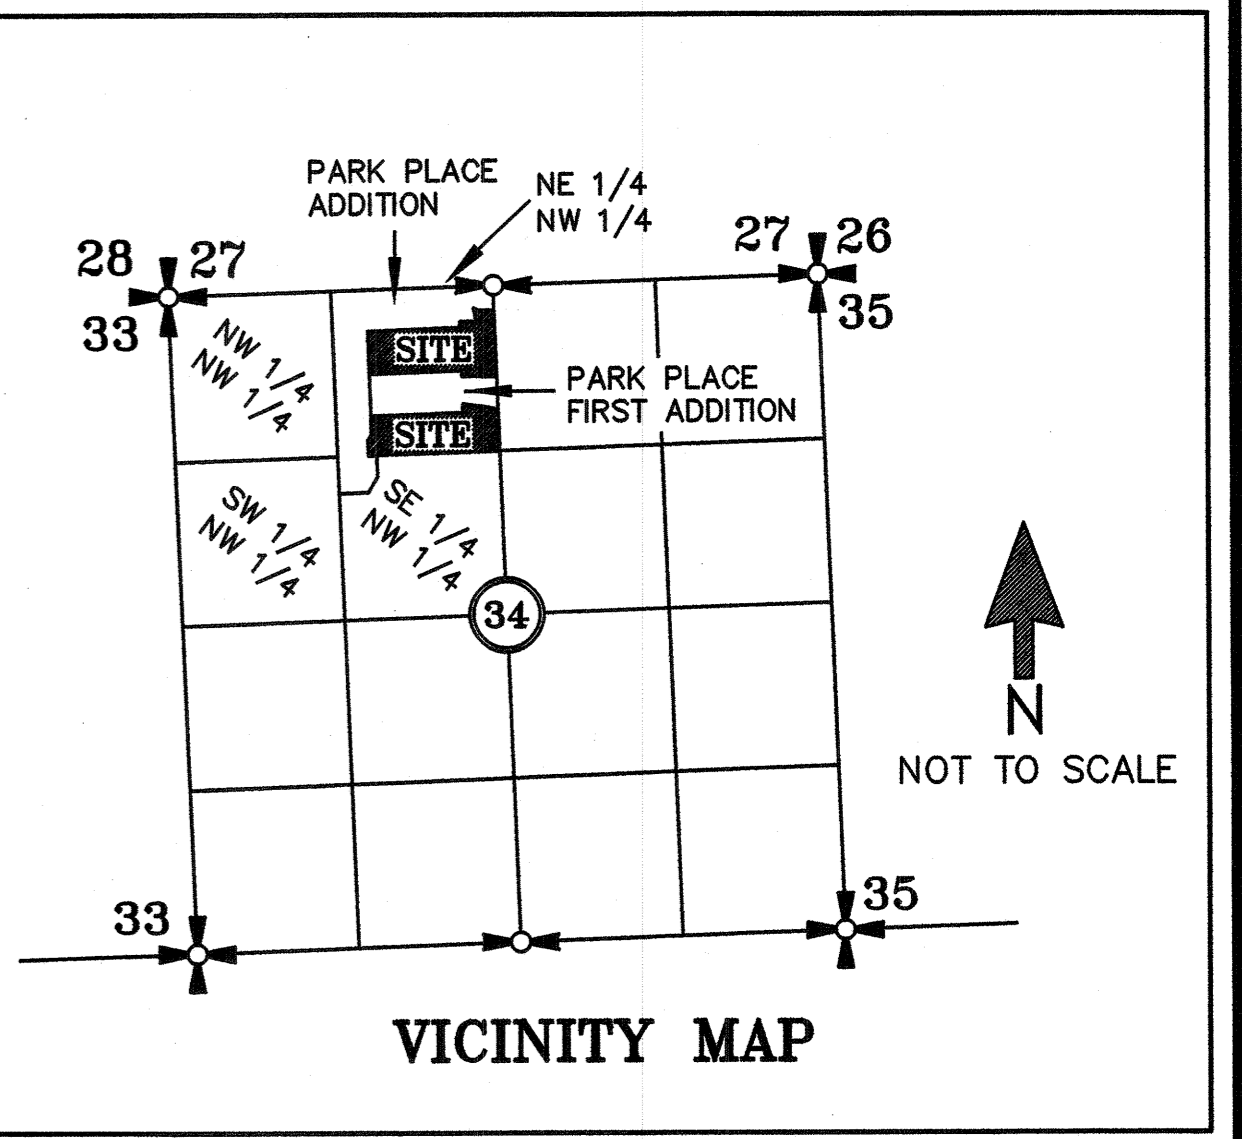 PARK PLACE
ADDITION
NE 1/4
NW 1/4
28 27
27 26
33
35
NW 1/4
NW 1/4
SITE
PARK PLACE
FIRST ADDITION
SITE
SW 1/4
NW 1/4
SE 1/4
NW 1/4
34
N
NOT TO SCALE
33
35
VICINITY MAP